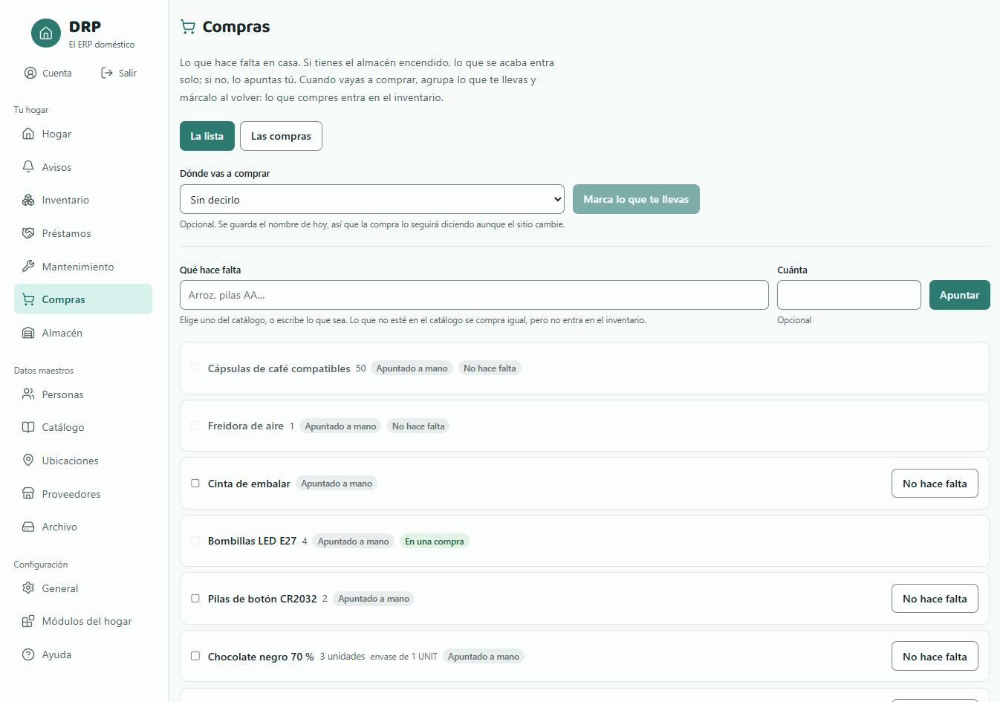 DRP
El ERP doméstico
Cuenta
Salir
Tu hogar
Hogar
Avisos
Inventario
Préstamos
Mantenimiento
Compras
Almacén
Datos maestros
Personas
Catálogo
Ubicaciones
Proveedores
Archivo
Configuración
General
Módulos del hogar
Ayuda
Compras
Lo que hace falta en casa. Si tienes el almacén encendido, lo que se acaba entra
solo; si no, lo apuntas tú. Cuando vayas a comprar, agrupa lo que te llevas y
márcalo al volver: lo que compres entra en el inventario.
La lista
Las compras
Dónde vas a comprar
Sin decirlo
Marca lo que te llevas
Opcional. Se guarda el nombre de hoy, así que la compra lo seguirá diciendo aunque el sitio cambie.
Qué hace falta
Cuánta
Arroz, pilas AA...
Apuntar
Elige uno del catálogo, o escribe lo que sea. Lo que no esté en el catálogo se compra igual, pero no entra en el inventario.
Opcional
Cápsulas de café compatibles 50 Apuntado a mano No hace falta
Freidora de aire 1 Apuntado a mano No hace falta
Cinta de embalar Apuntado a mano No hace falta
Bombillas LED E27 4 Apuntado a mano En una compra
Pilas de botón CR2032 2 Apuntado a mano No hace falta
Chocolate negro 70 % 3 unidades envase de 1 UNIT Apuntado a mano No hace falta